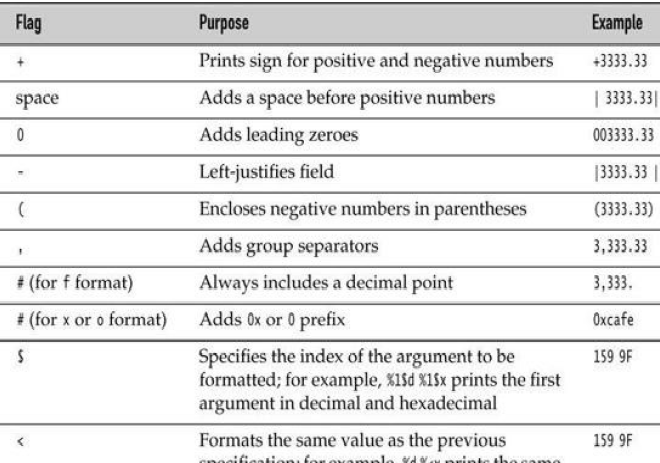 Flag Purpose Example
+ Prints sign for positive and negative numbers +3333.33
space Adds a space before positive numbers | 3333.33|
0 Adds leading zeroes 003333.33
- Left-justifies field |3333.33 |
( Encloses negative numbers in parentheses (3333.33)
, Adds group separators 3,333.33
# (for f format) Always includes a decimal point 3,333.
# (for x or o format) Adds 0x or 0 prefix 0xcafe
$ Specifies the index of the argument to be 159 9F
formatted; for example, %1$d %1$x prints the first
argument in decimal and hexadecimal
< Formats the same value as the previous 159 9F
specification; for example, %d %<x prints the same